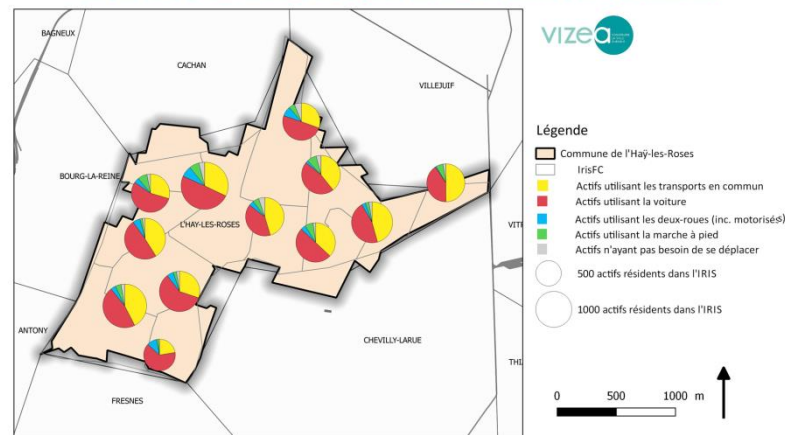 BAGNEUX
CACHAN
VILLEJUIF
BOURG-LA-REINE
L'HAY-LES-ROSES
VITR
ANTONY
CHEVILLY-LARUE
THI
FRESNES
vizea
Légende
Commune de l'Haÿ-les-Roses
IrisFC
Actifs utilisant les transports en commun
Actifs utilisant la voiture
Actifs utilisant les deux-roues (inc. motorisés)
Actifs utilisant la marche à pied
Actifs n'ayant pas besoin de se déplacer
500 actifs résidents dans l'IRIS
1000 actifs résidents dans l'IRIS
0 500 1000 m